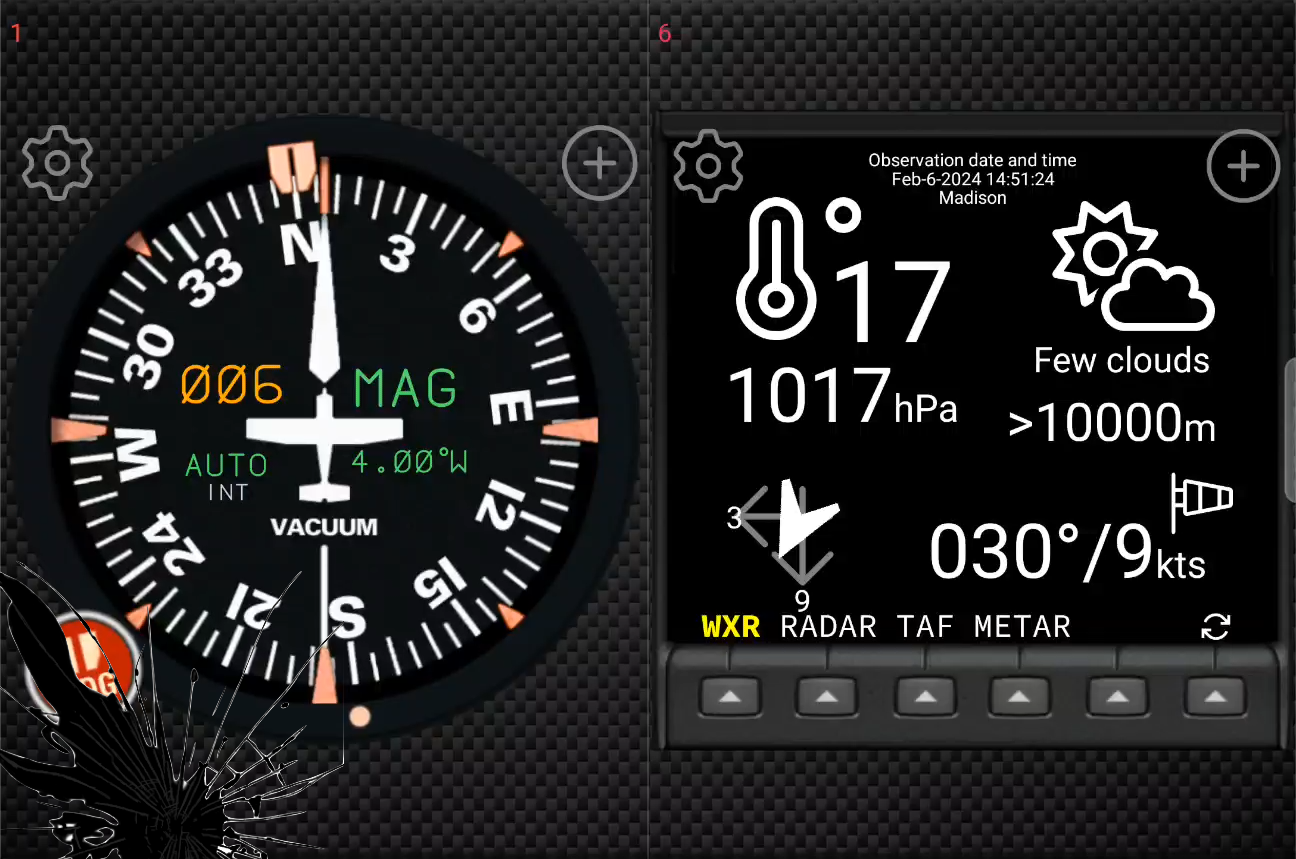 1
N
3
33
6
30
006
MAG
E
W
AUTO
4.00°W
INT
VACUUM
12
24
15
21
S
6
Observation date and time
Feb-6-2024 14:51:24
Madison
°17
Few clouds
1017hPa
>10000m
3
030°/9kts
9
WXR RADAR TAF METAR